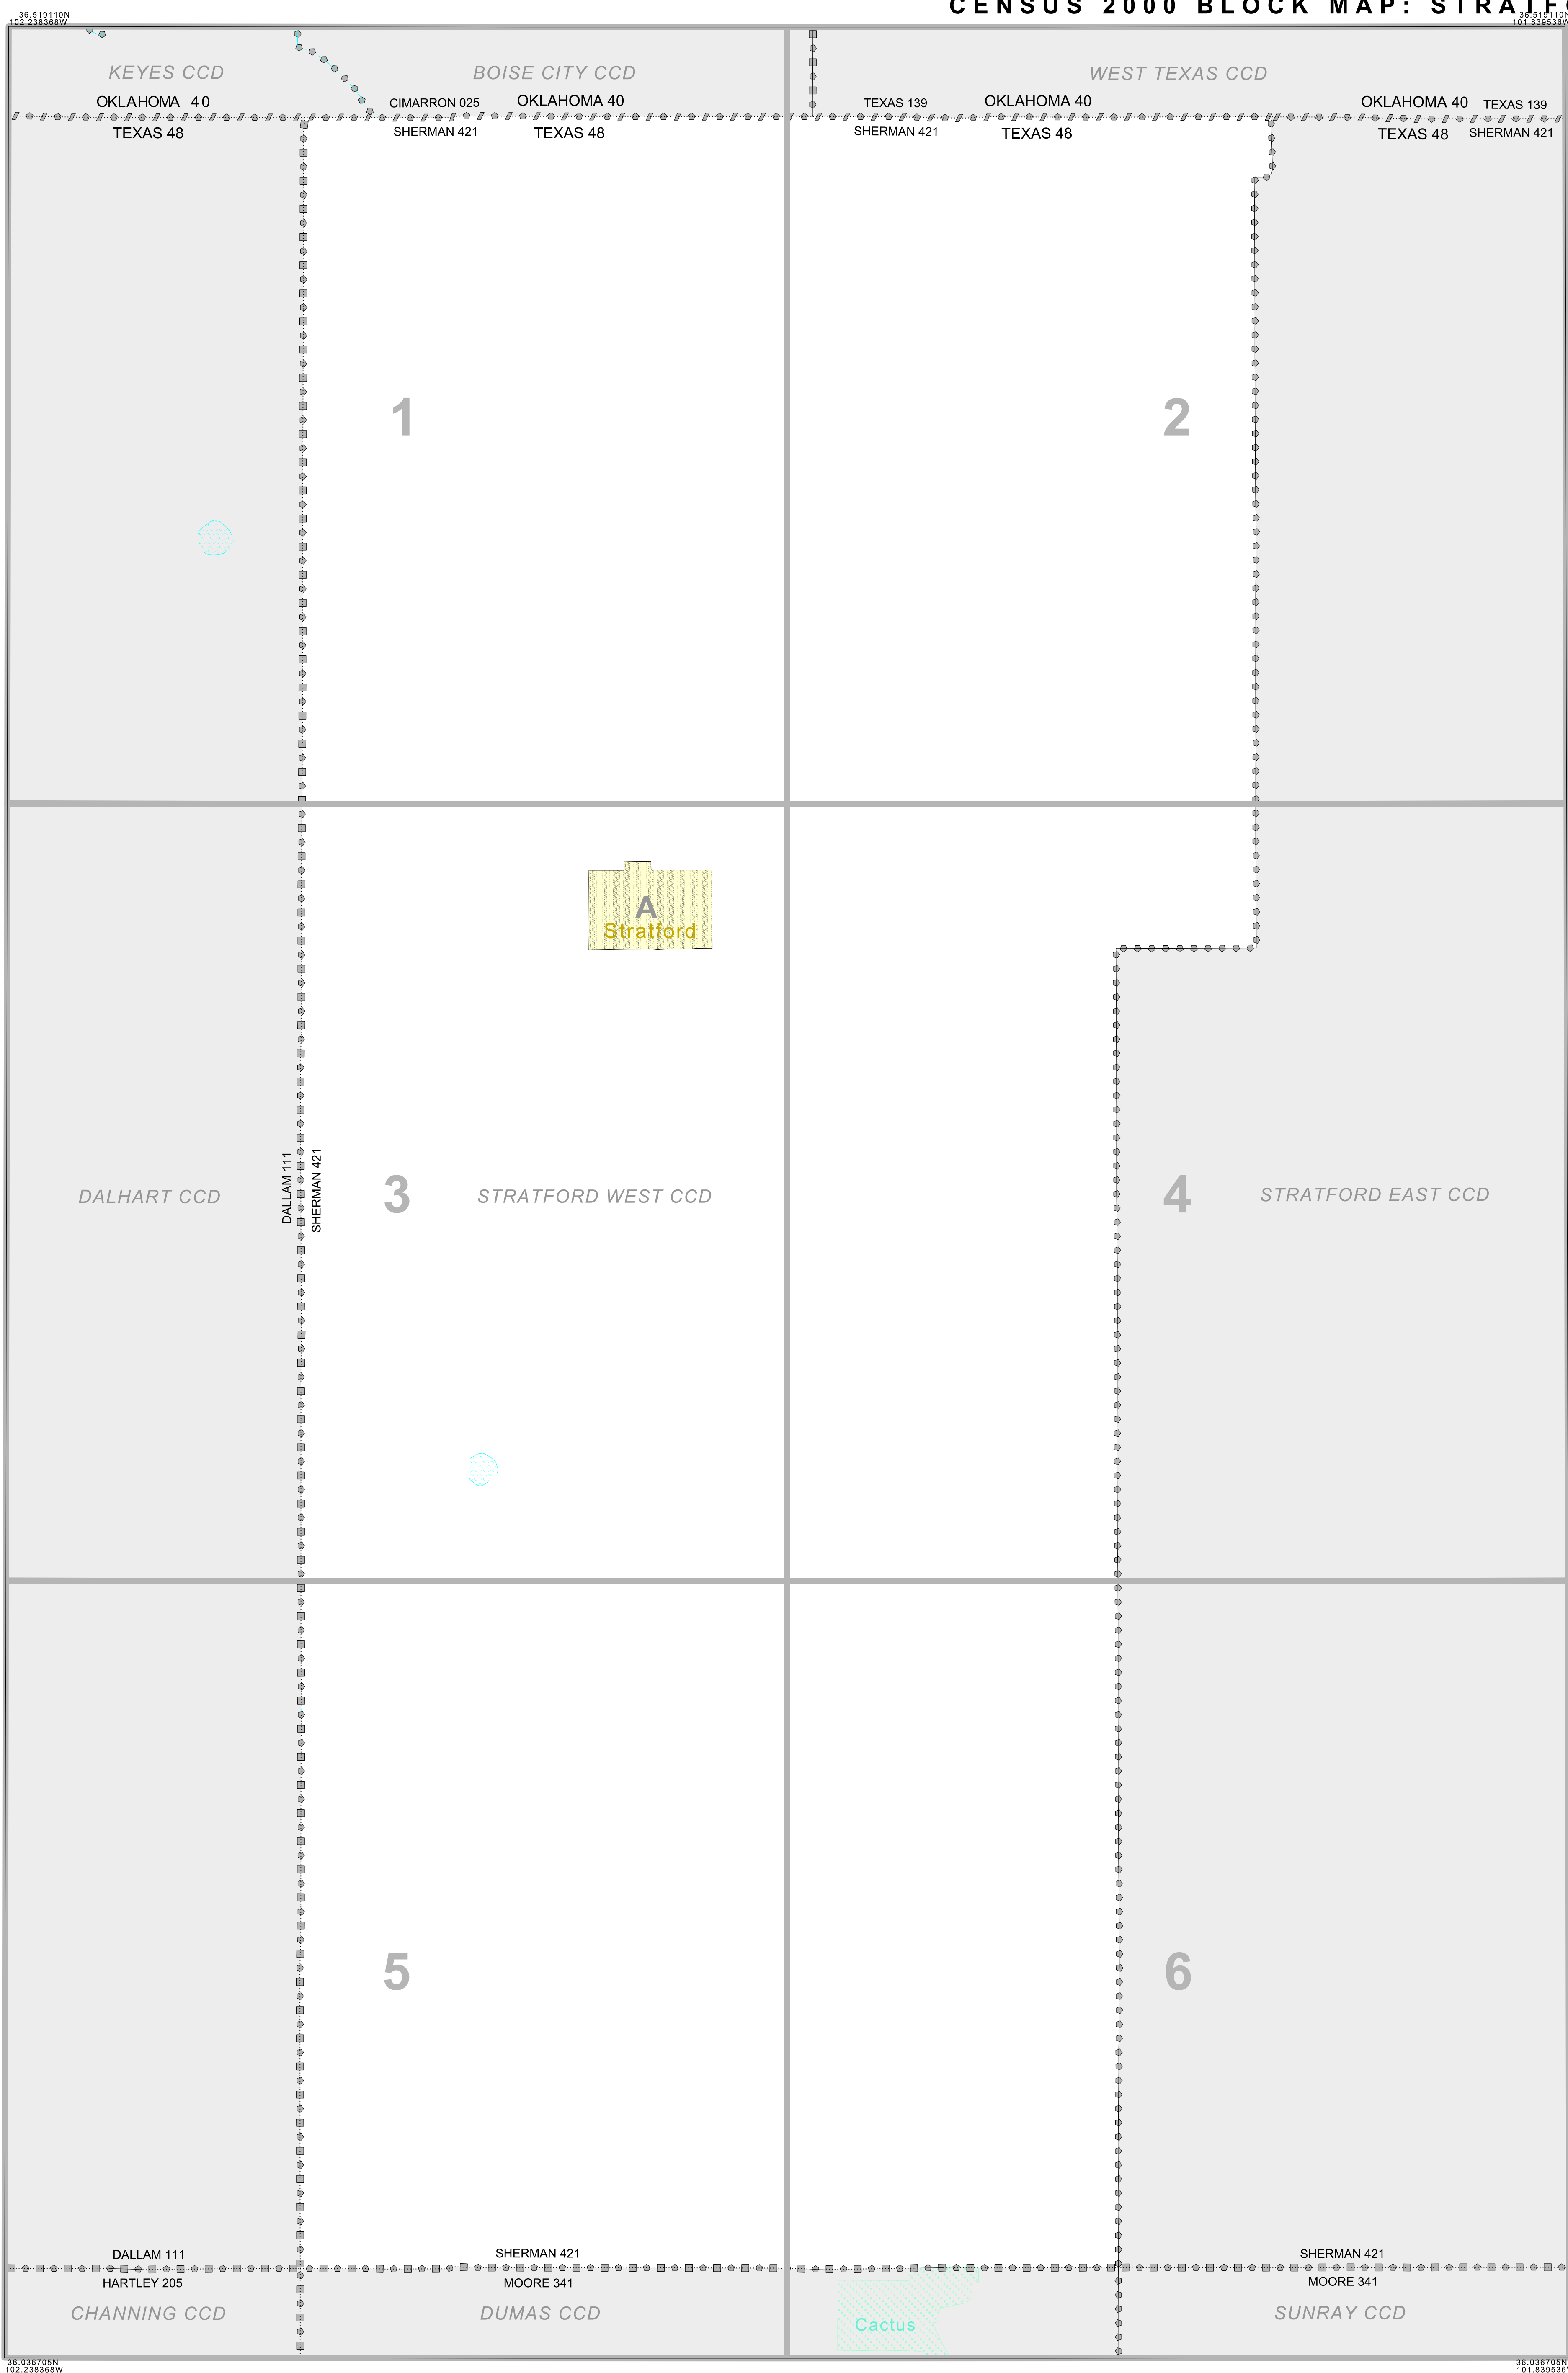 CENSUS 2000 BLOCK MAP: STRATFO
36.519110N
102.238368W
36.519110N
101.839536W
KEYES CCD
BOISE CITY CCD
WEST TEXAS CCD
OKLAHOMA 40
CIMARRON 025
OKLAHOMA 40
TEXAS 139
OKLAHOMA 40
OKLAHOMA 40
TEXAS 139
TEXAS 48
SHERMAN 421
TEXAS 48
SHERMAN 421
TEXAS 48
TEXAS 48
SHERMAN 421
1
2
A
Stratford
DALHART CCD
DALLAM 111
SHERMAN 421
3
STRATFORD WEST CCD
4
STRATFORD EAST CCD
5
6
DALLAM 111
SHERMAN 421
SHERMAN 421
HARTLEY 205
MOORE 341
MOORE 341
CHANNING CCD
DUMAS CCD
Cactus
SUNRAY CCD
36.036705N
102.238368W
36.036705N
101.839536W